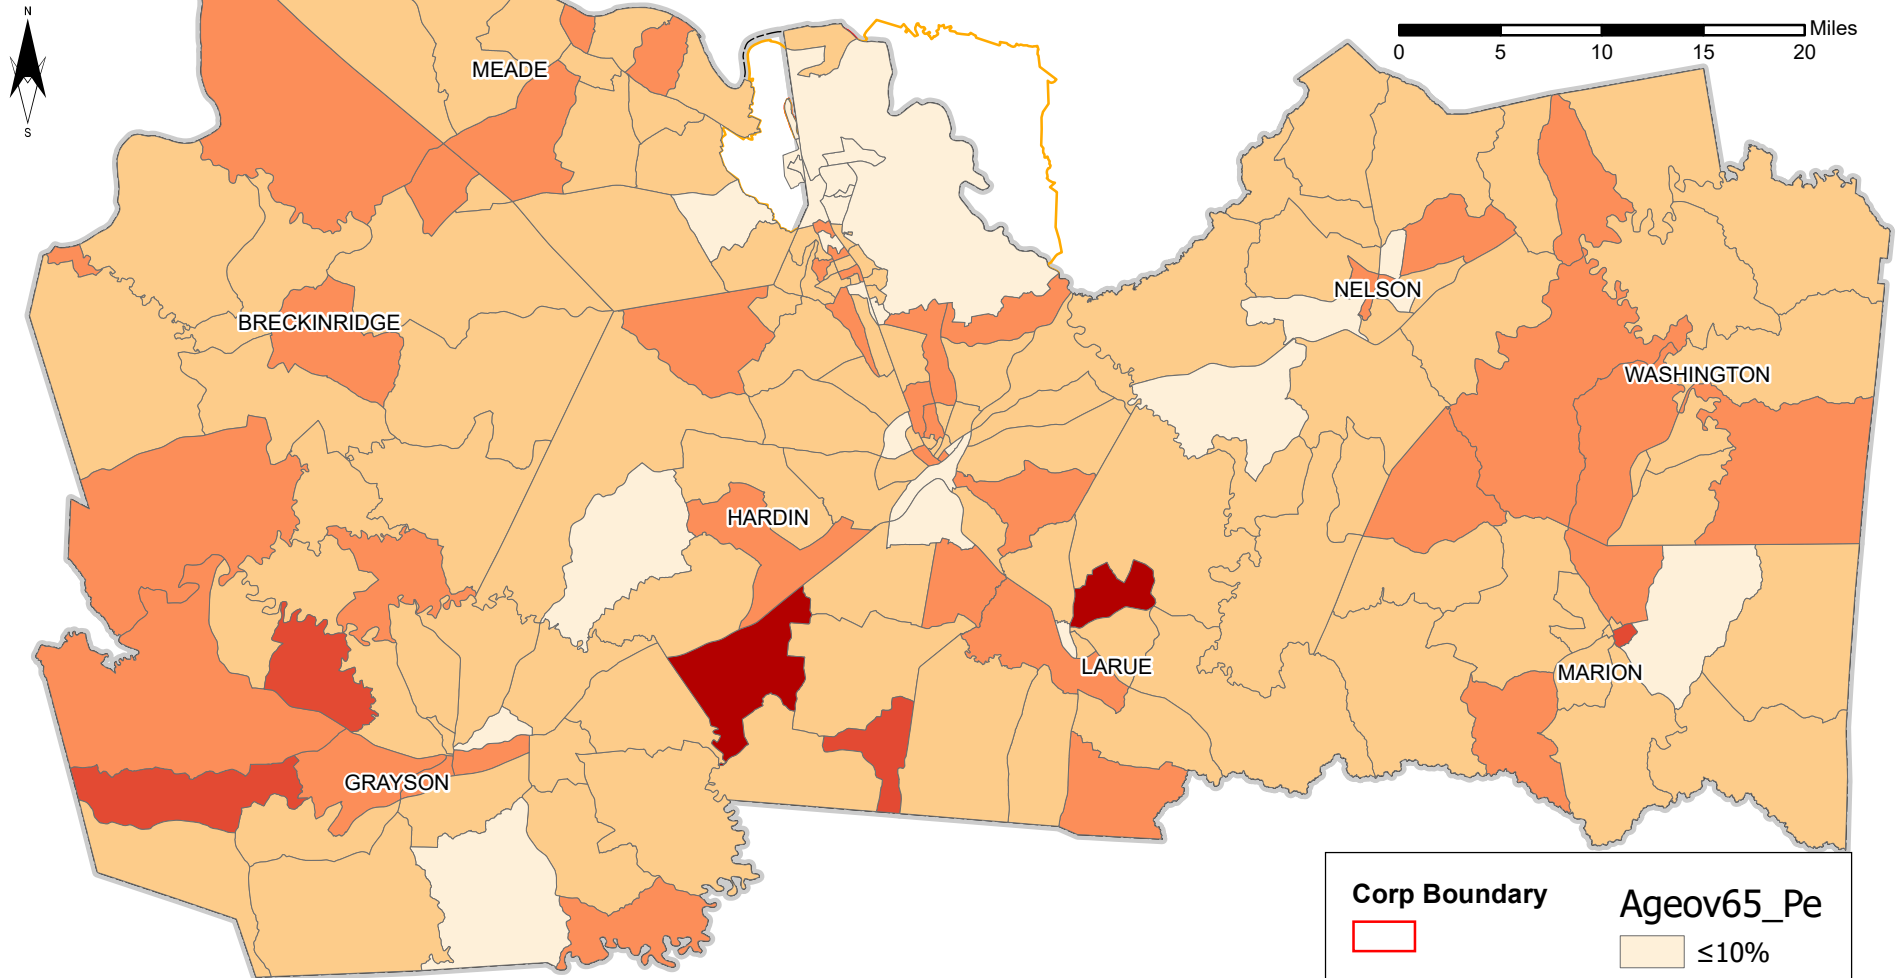 N
S
Miles
0 5 10 15 20
MEADE
NELSON
BRECKINRIDGE
WASHINGTON
HARDIN
LARUE
MARION
GRAYSON
Corp Boundary
Ageov65_Pe
≤10%